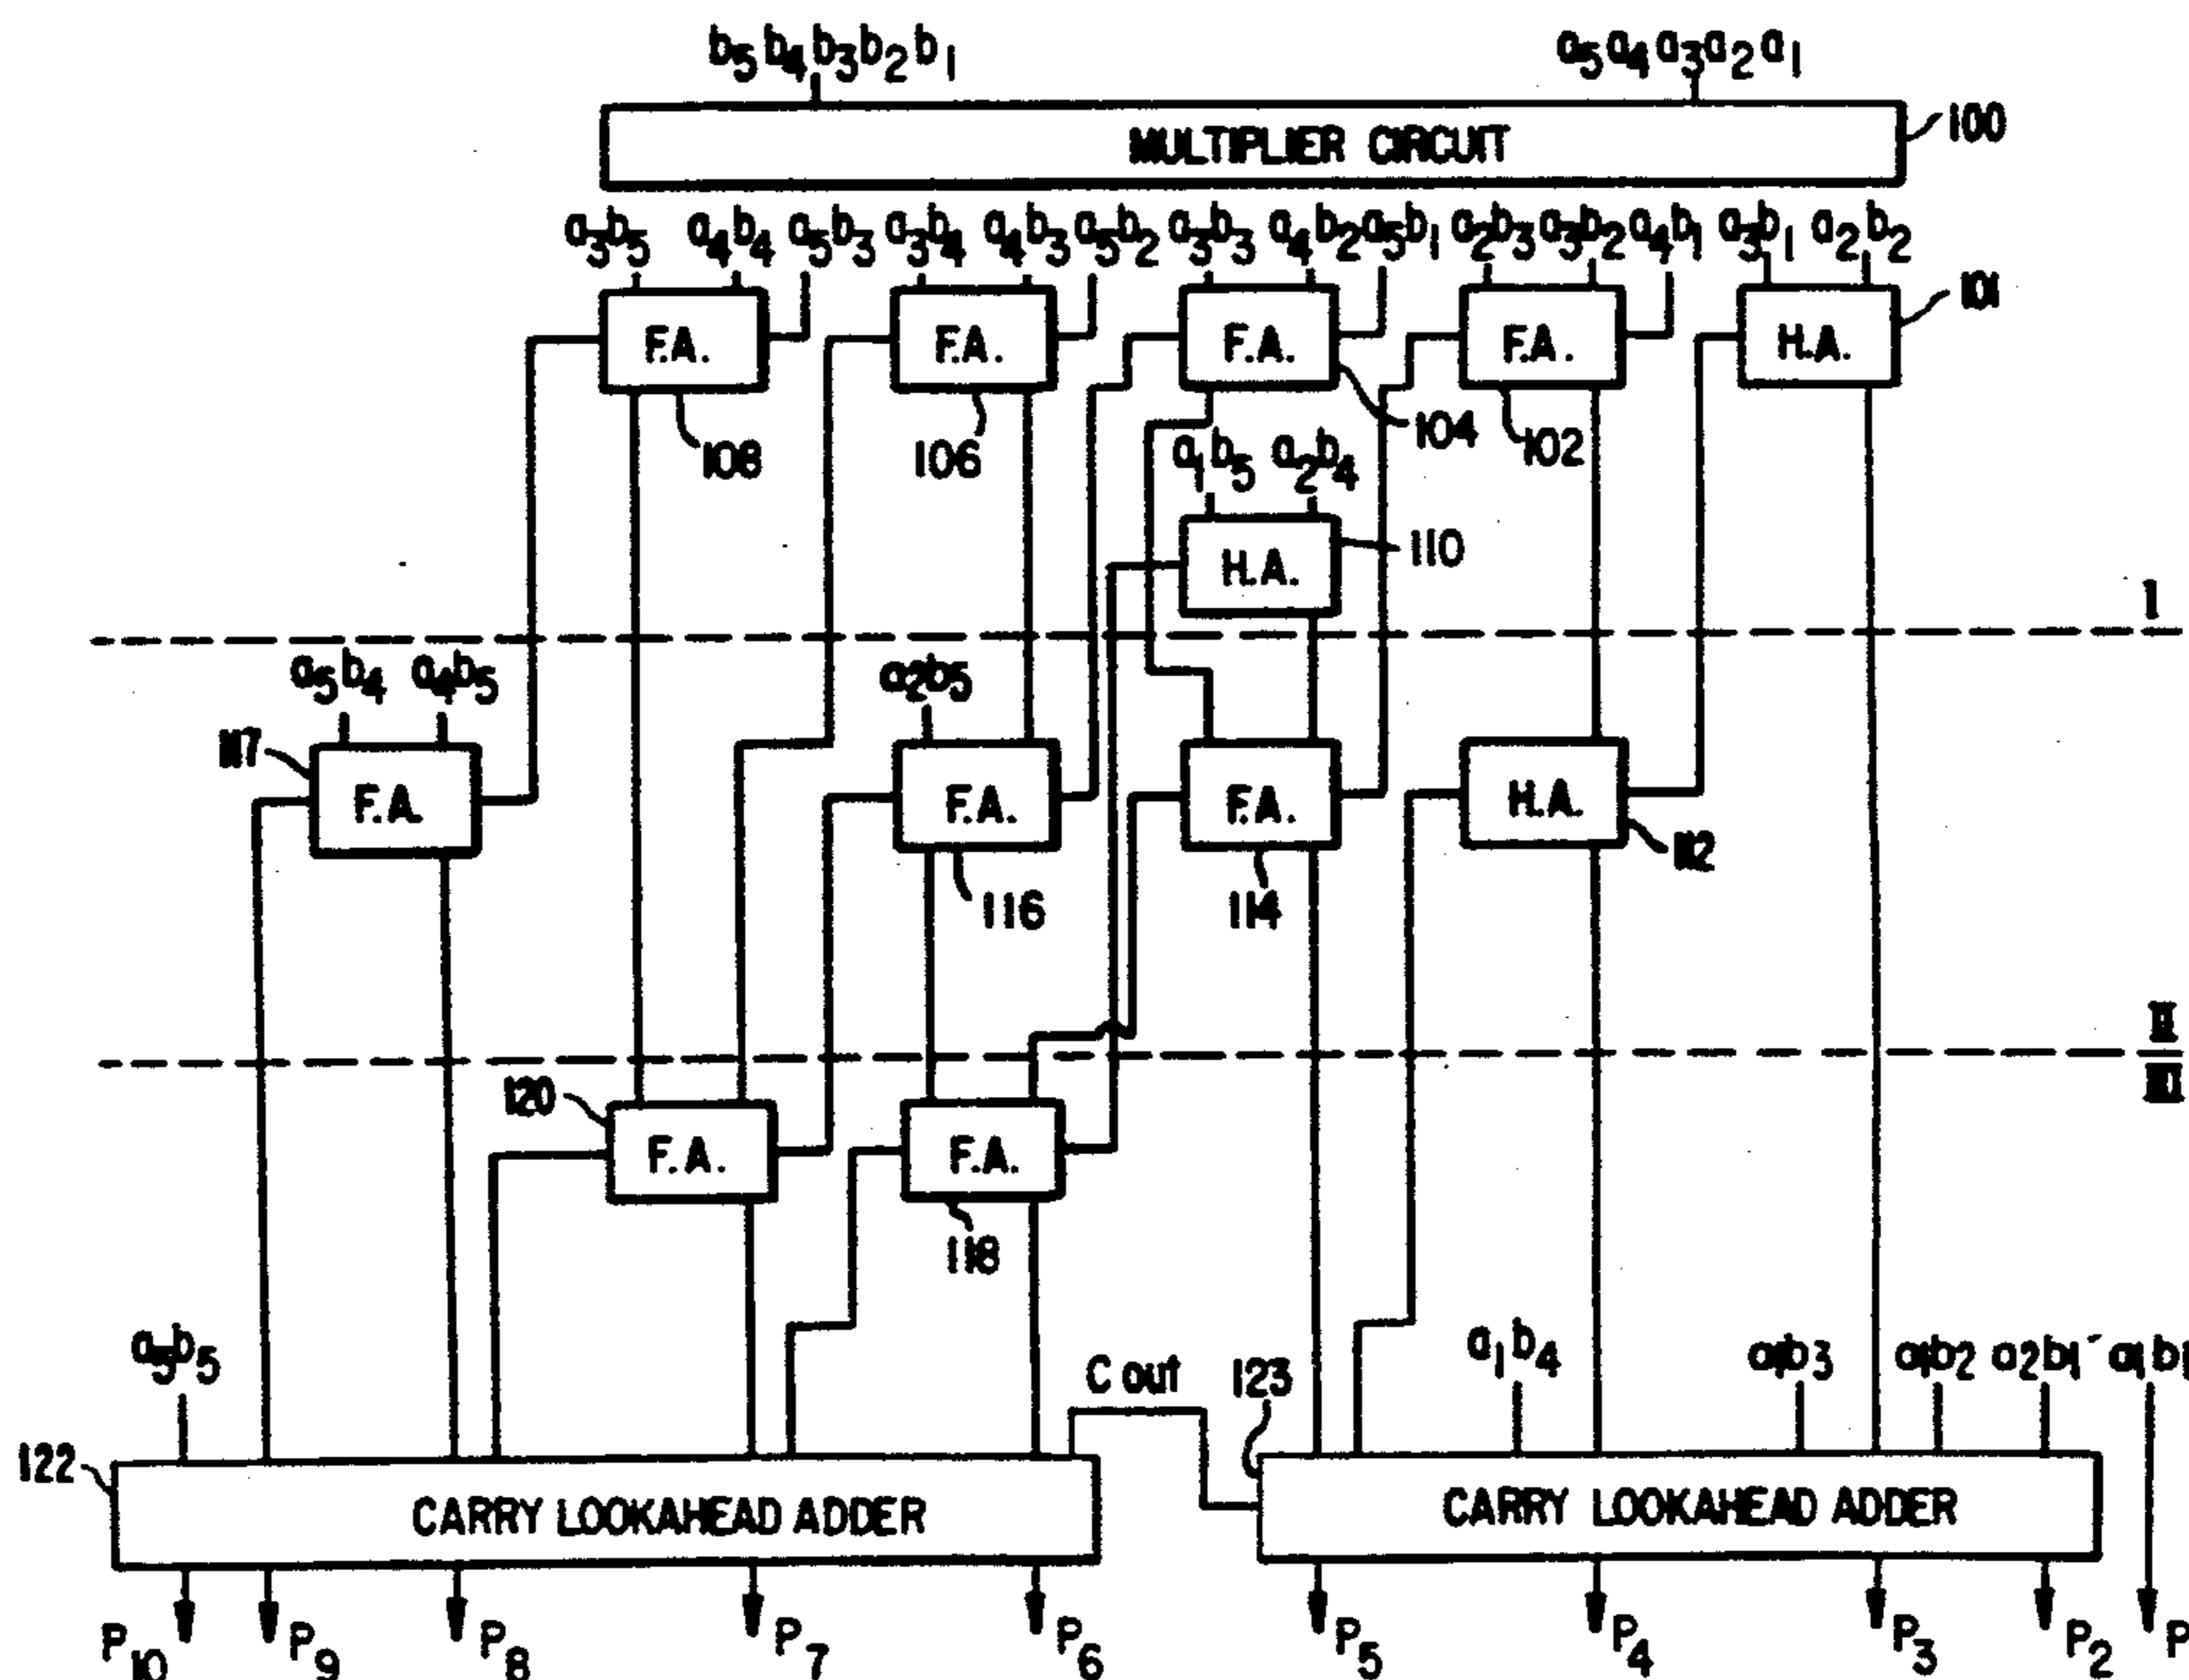 b5b4b3b2b1 a5a4a3a2a1
MULTIPLIER CIRCUIT 100
a3b5 a4b4 a5b3 a3b4 a4b3 a5b2 a3b3 a4b2 a5b1 a2b3 a3b2 a4b1 a3b1 a2b2
101
F.A. F.A. F.A. F.A. H.A.
108 106 104 102
a1b5 a2b4
H.A. 110
I
a5b4 a4b5 a2b5
117
F.A. F.A. F.A. H.A.
116 114 112
II
III
120
F.A. F.A.
118
a5b5 C out 123 a1b4 a1b3 a1b2 a2b1 a1b1
122
CARRY LOOKAHEAD ADDER CARRY LOOKAHEAD ADDER
P10 P9 P8 P7 P6 P5 P4 P3 P2 P